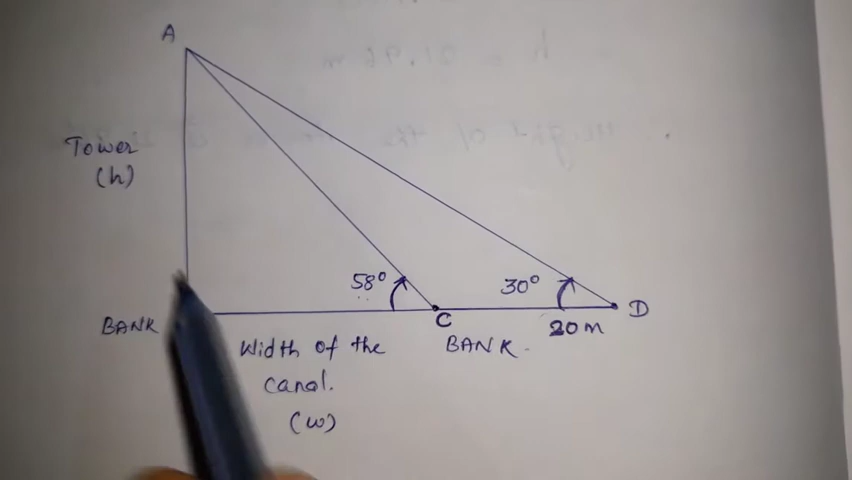 A
Tower
(h)
58°
30°
C
D
20m
BANK
Width of the
canal.
(w)
BANK.